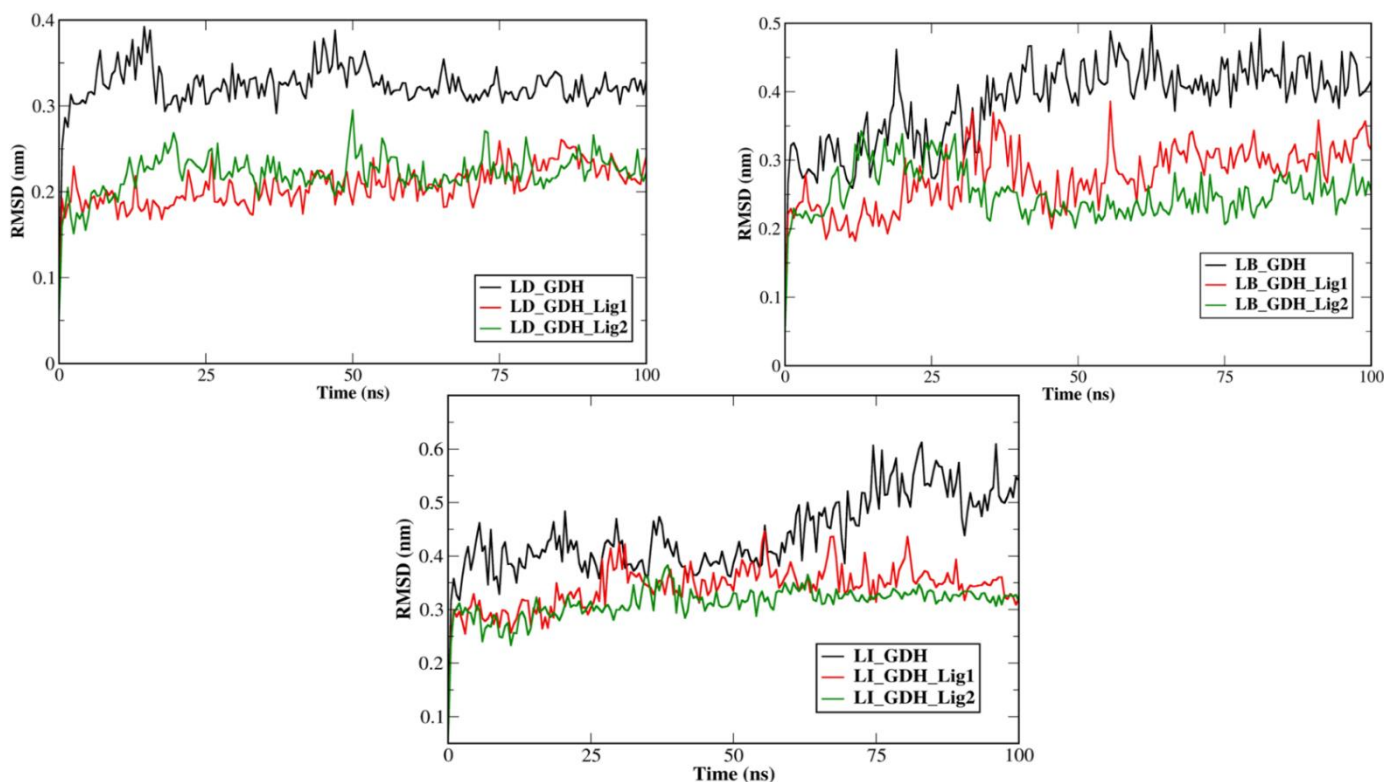 0.4
0.3
0.2
0.1
0
RMSD (nm)
0
25
50
75
100
Time (ns)
LD_GDH
LD_GDH_Lig1
LD_GDH_Lig2
0.5
0.4
0.3
0.2
0.1
0
RMSD (nm)
0
25
50
75
100
Time (ns)
LB_GDH
LB_GDH_Lig1
LB_GDH_Lig2
0.6
0.5
0.4
0.3
0.2
0.1
RMSD (nm)
0
25
50
75
100
Time (ns)
LI_GDH
LI_GDH_Lig1
LI_GDH_Lig2